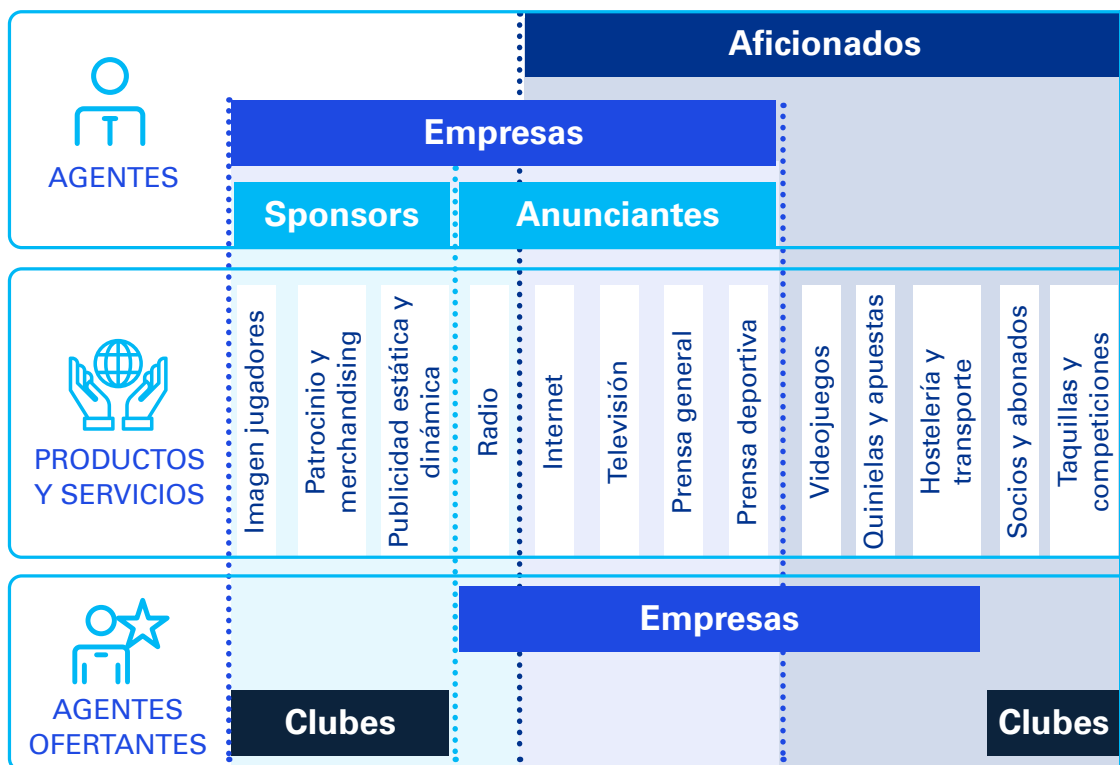 Aficionados
Empresas
AGENTES
Sponsors
Anunciantes
PRODUCTOS
Y SERVICIOS
Imagen jugadores
Patrocinio y
merchandising
Publicidad estática y
dinámica
Radio
Internet
Televisión
Prensa general
Prensa deportiva
Videojuegos
Quinielas y apuestas
Hostelería y
transporte
Socios y abonados
Taquillas y
competiciones
AGENTES
OFERTANTES
Empresas
Clubes
Clubes